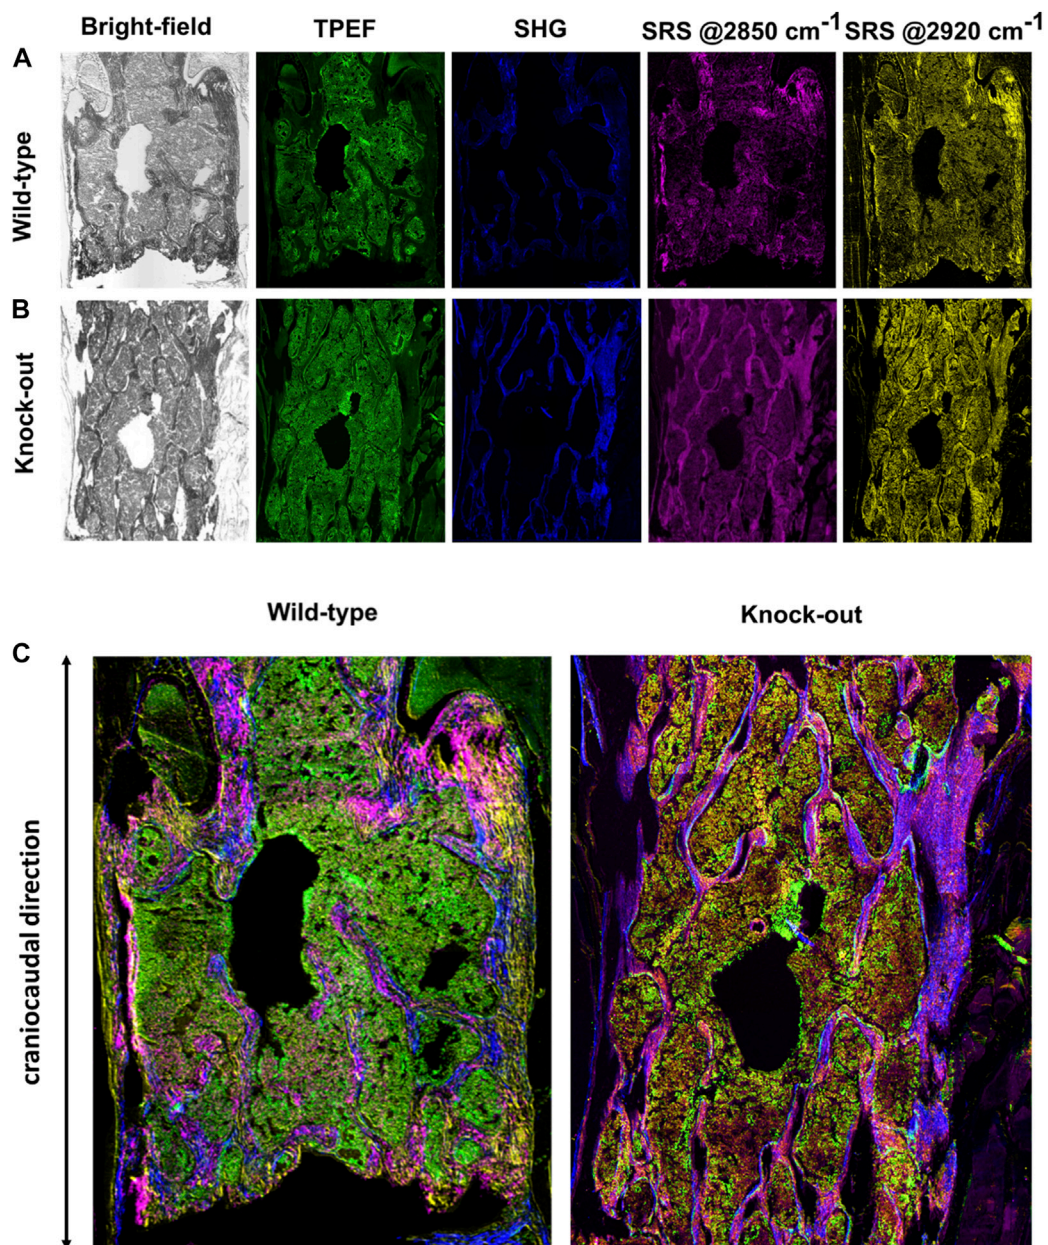 Bright-field TPEF SHG SRS @2850 cm⁻¹ SRS @2920 cm⁻¹
A
Wild-type
B
Knock-out
Wild-type Knock-out
C
craniocaudal direction